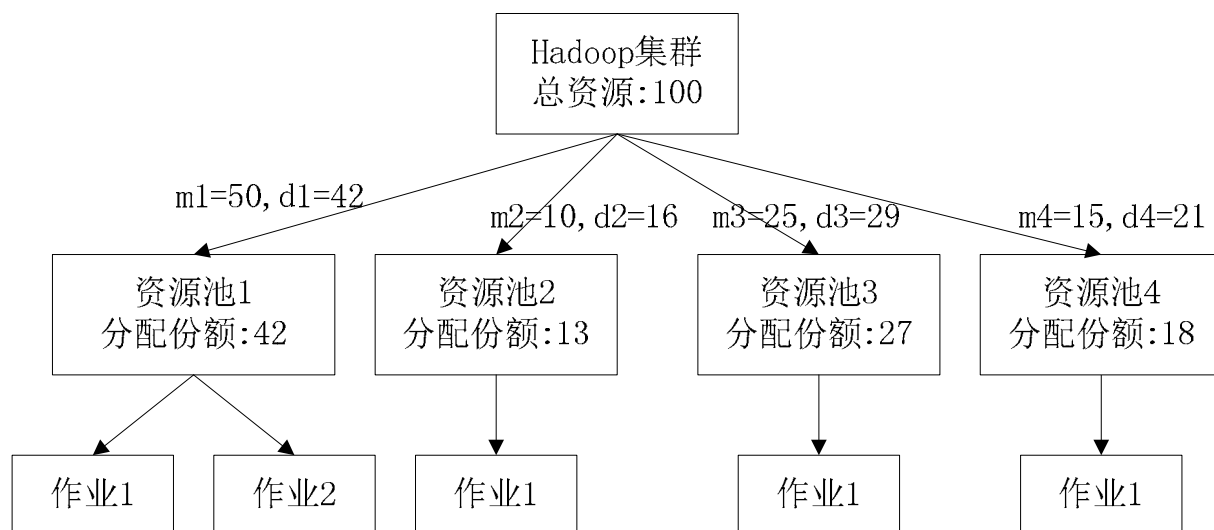 Hadoop集群
总资源:100
m1=50,d1=42
m2=10,d2=16
m3=25,d3=29
m4=15,d4=21
资源池1
分配份额:42
资源池2
分配份额:13
资源池3
分配份额:27
资源池4
分配份额:18
作业1
作业2
作业1
作业1
作业1